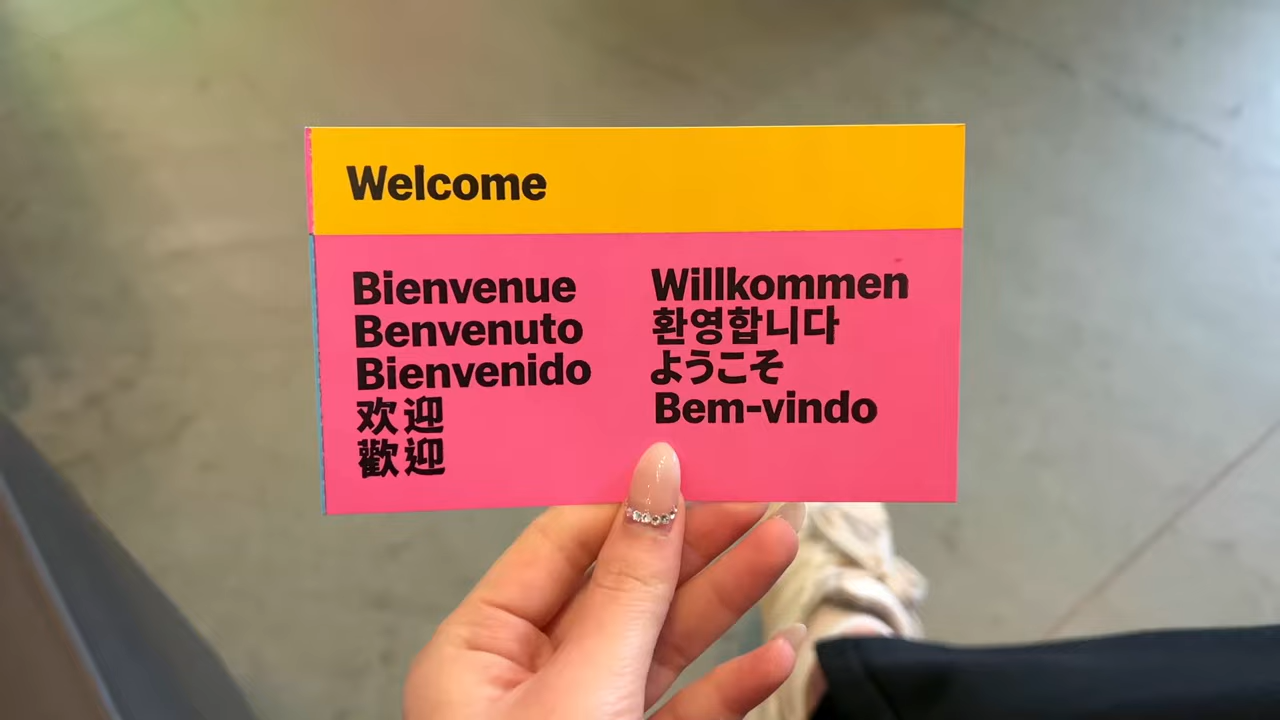 Welcome
Bienvenue
Benvenuto
Bienvenido
欢迎
歡迎
Willkommen
환영합니다
ようこそ
Bem-vindo